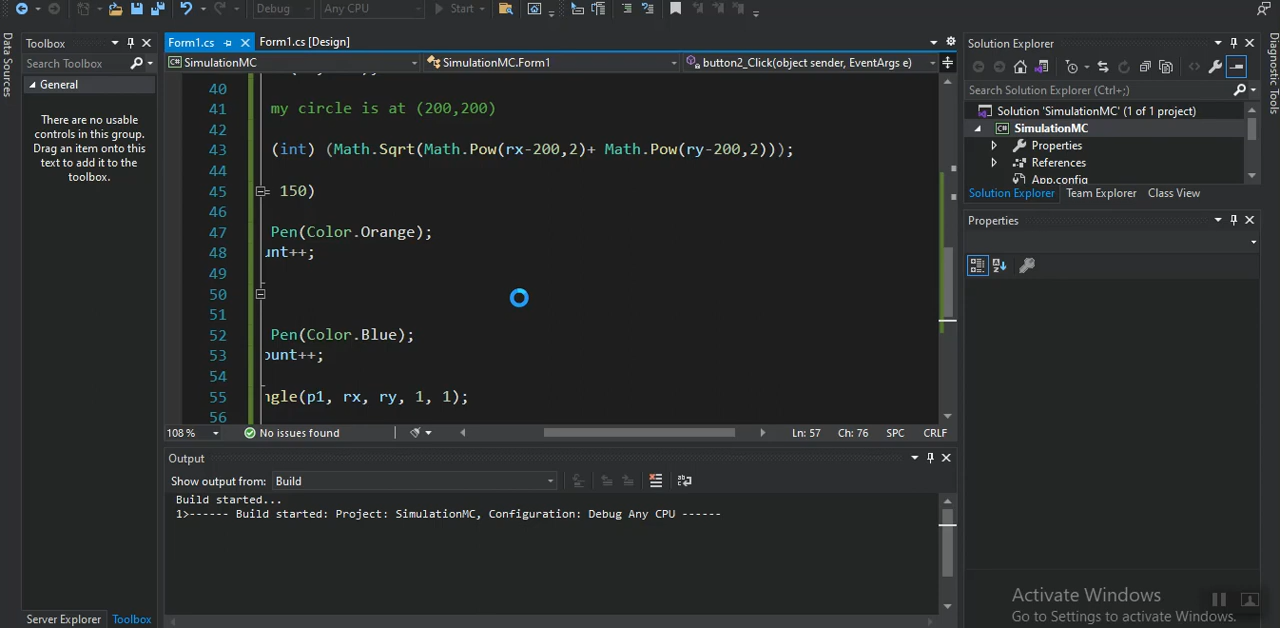 Debug Any CPU Start
Data Sources
Toolbox
Search Toolbox
General
There are no usable
controls in this group.
Drag an item onto this
text to add it to the
toolbox.
Server Explorer Toolbox
Form1.cs Form1.cs [Design]
SimulationMC SimulationMC.Form1 button2_Click(object sender, EventArgs e)
40
41 my circle is at (200,200)
42
43 (int) (Math.Sqrt(Math.Pow(rx-200,2)+ Math.Pow(ry-200,2)));
44
45 = 150)
46
47 Pen(Color.Orange);
48 unt++;
49
50
51
52 Pen(Color.Blue);
53 ount++;
54
55 ngle(p1, rx, ry, 1, 1);
56
108 % No issues found Ln: 57 Ch: 76 SPC CRLF
Output
Show output from: Build
Build started...
1>------ Build started: Project: SimulationMC, Configuration: Debug Any CPU ------
Solution Explorer
Search Solution Explorer (Ctrl+;)
Solution 'SimulationMC' (1 of 1 project)
SimulationMC
Properties
References
App.config
Solution Explorer Team Explorer Class View
Properties
Diagnostic Tools
Activate Windows
Go to Settings to activate Windows.